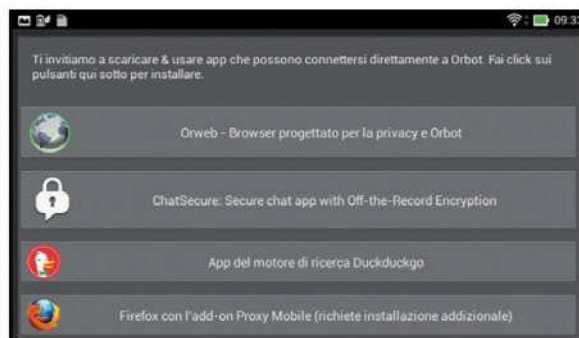 09:33
Ti invitiamo a scaricare & usare app che possono connettersi direttamente a Orbot. Fai click sui
pulsanti qui sotto per installare.
Orweb - Browser progettato per la privacy e Orbot
ChatSecure: Secure chat app with Off-the-Record Encryption
App del motore di ricerca Duckduckgo
Firefox con l'add-on Proxy Mobile (richiete installazione addizionale)